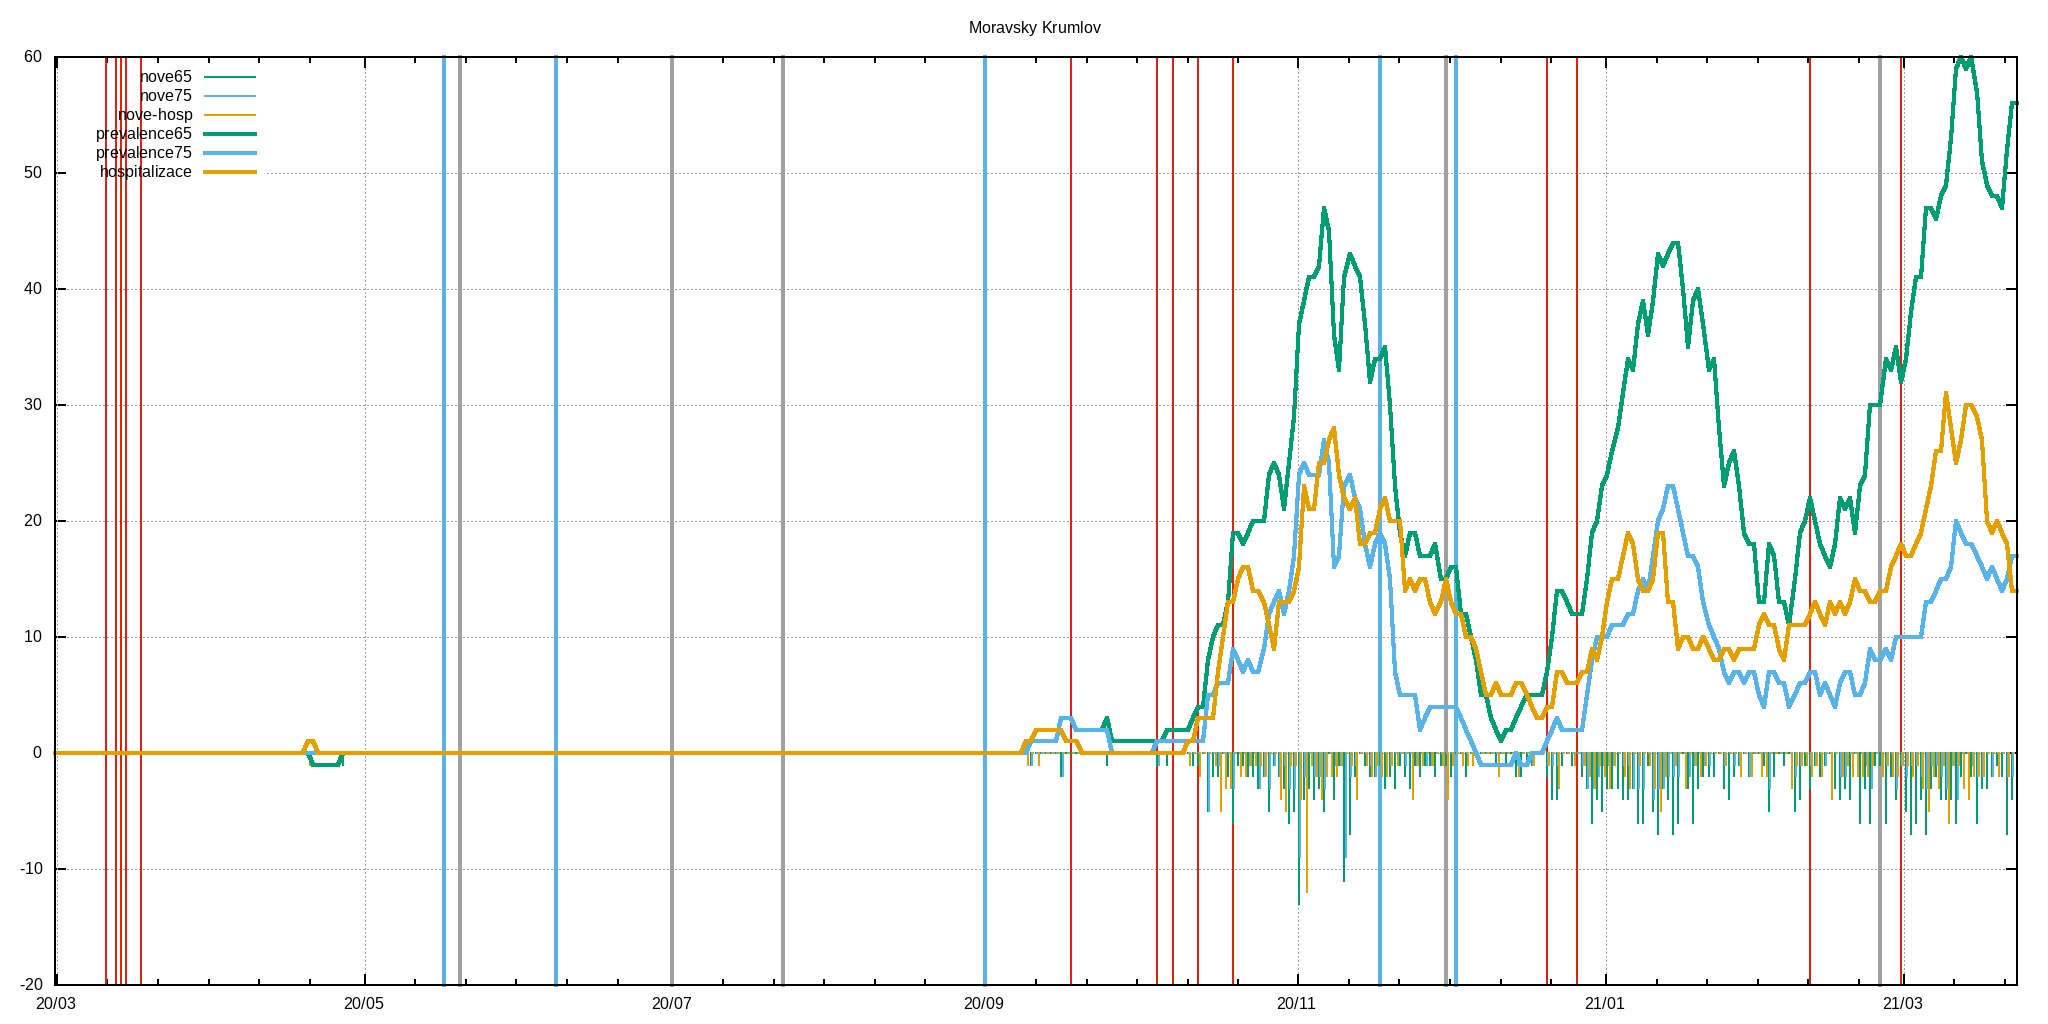 Moravsky Krumlov
60
50
40
30
20
10
0
-10
-20
nove65
nove75
nove-hosp
prevalence65
prevalence75
hospitalizace
20/03 20/05 20/07 20/09 20/11 21/01 21/03